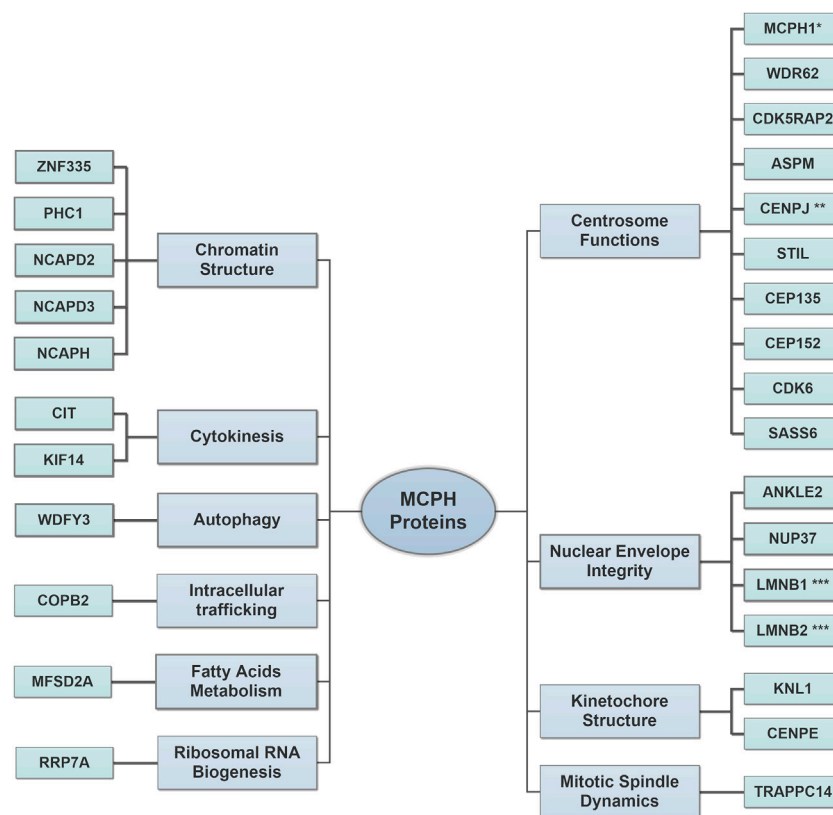 MCPH1*
WDR62
CDK5RAP2
ASPM
CENPJ **
STIL
CEP135
CEP152
CDK6
SASS6
Centrosome
Functions
ZNF335
PHC1
NCAPD2
NCAPD3
NCAPH
Chromatin
Structure
CIT
KIF14
Cytokinesis
WDFY3
Autophagy
COPB2
Intracellular
trafficking
MFSD2A
Fatty Acids
Metabolism
RRP7A
Ribosomal RNA
Biogenesis
MCPH
Proteins
Nuclear Envelope
Integrity
ANKLE2
NUP37
LMNB1 ***
LMNB2 ***
Kinetochore
Structure
KNL1
CENPE
Mitotic Spindle
Dynamics
TRAPPC14